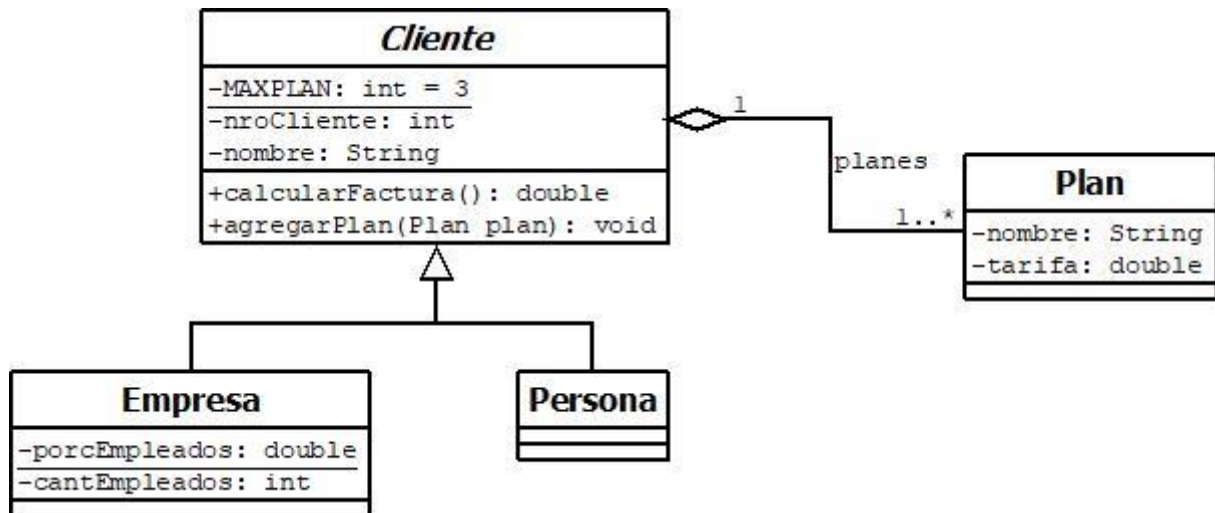 Cliente
-MAXPLAN: int = 3
-nroCliente: int
-nombre: String
+calcularFactura(): double
+agregarPlan(Plan plan): void
1
planes
1..*
Plan
-nombre: String
-tarifa: double
Empresa
-porcEmpleados: double
-cantEmpleados: int
Persona